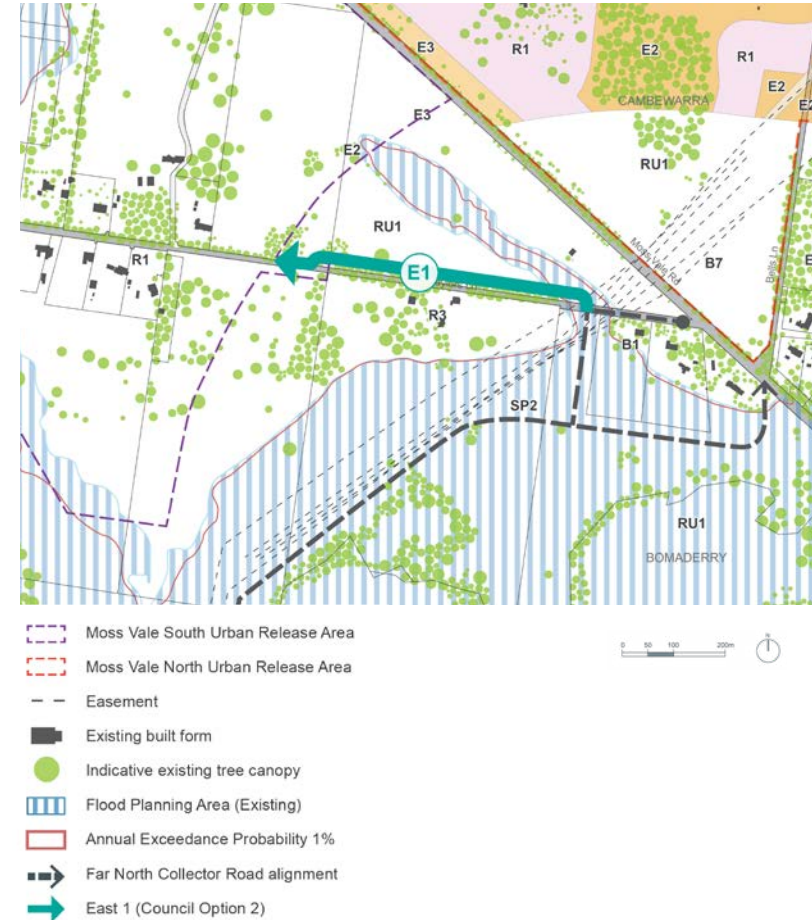 E3
R1
E2
R1
E2
E2
CAMBEWARRA
E3
E2
RU1
RU1
Moss Vale Rd
B7
Bells Ln
R1
E1
R3
B1
SP2
RU1
BOMADERRY
Moss Vale South Urban Release Area
0 50 100 200m
N
Moss Vale North Urban Release Area
Easement
Existing built form
Indicative existing tree canopy
Flood Planning Area (Existing)
Annual Exceedance Probability 1%
Far North Collector Road alignment
East 1 (Council Option 2)